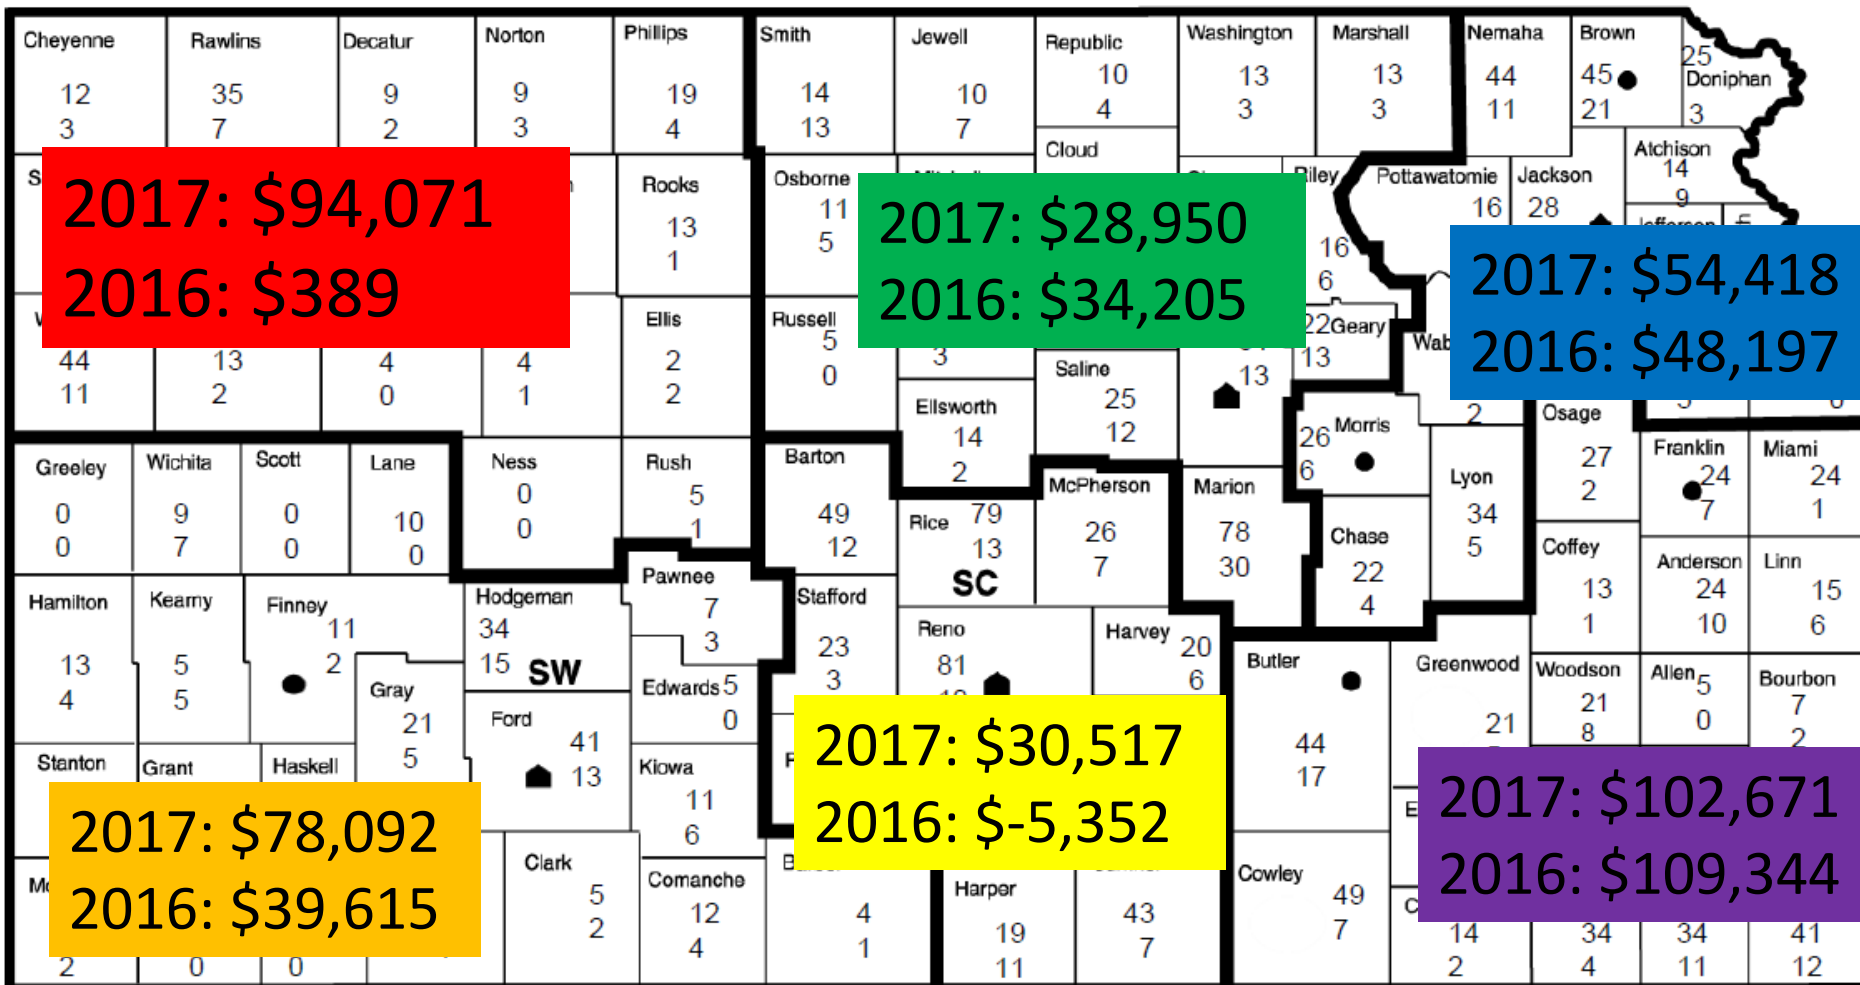 Cheyenne
12
3
Rawlins
35
7
Decatur
9
2
Norton
9
3
Phillips
19
4
Smith
14
13
Jewell
10
7
Republic
10
4
Washington
13
3
Marshall
13
3
Nemaha
44
11
Brown
45
21
25
Doniphan
3
2017: $94,071
2016: $389
Rooks
13
1
Osborne
11
5
Cloud
2017: $28,950
2016: $34,205
Riley
16
6
Pottawatomie
16
Jackson
28
Atchison
14
9
Jefferson
2017: $54,418
2016: $48,197
44
11
13
2
4
0
4
1
Ellis
2
2
Russell
5
0
3
Ellsworth
14
2
Saline
25
12
13
22
Geary
13
Wab
2
Morris
26
6
Osage
27
2
Greeley
0
0
Wichita
9
7
Scott
0
0
Lane
10
0
Ness
0
0
Rush
5
1
Barton
49
12
Rice
79
13
SC
McPherson
26
7
Marion
78
30
Chase
22
4
Lyon
34
5
Franklin
24
7
Miami
24
1
Coffey
13
1
Anderson
24
10
Linn
15
6
Hamilton
13
4
Kearny
5
5
Finney
11
2
Gray
21
5
Hodgeman
34
15
SW
Pawnee
7
3
Edwards
5
0
Stafford
23
3
Reno
81
Harvey
20
6
Butler
44
17
Greenwood
21
Woodson
21
8
Allen
5
0
Bourbon
7
2
Stanton
Grant
Haskell
Ford
41
13
Kiowa
11
6
2017: $78,092
2016: $39,615
2017: $30,517
2016: $-5,352
2017: $102,671
2016: $109,344
2
0
0
Clark
5
2
Comanche
12
4
4
1
Harper
19
11
43
7
Cowley
49
7
14
2
34
4
34
11
41
12